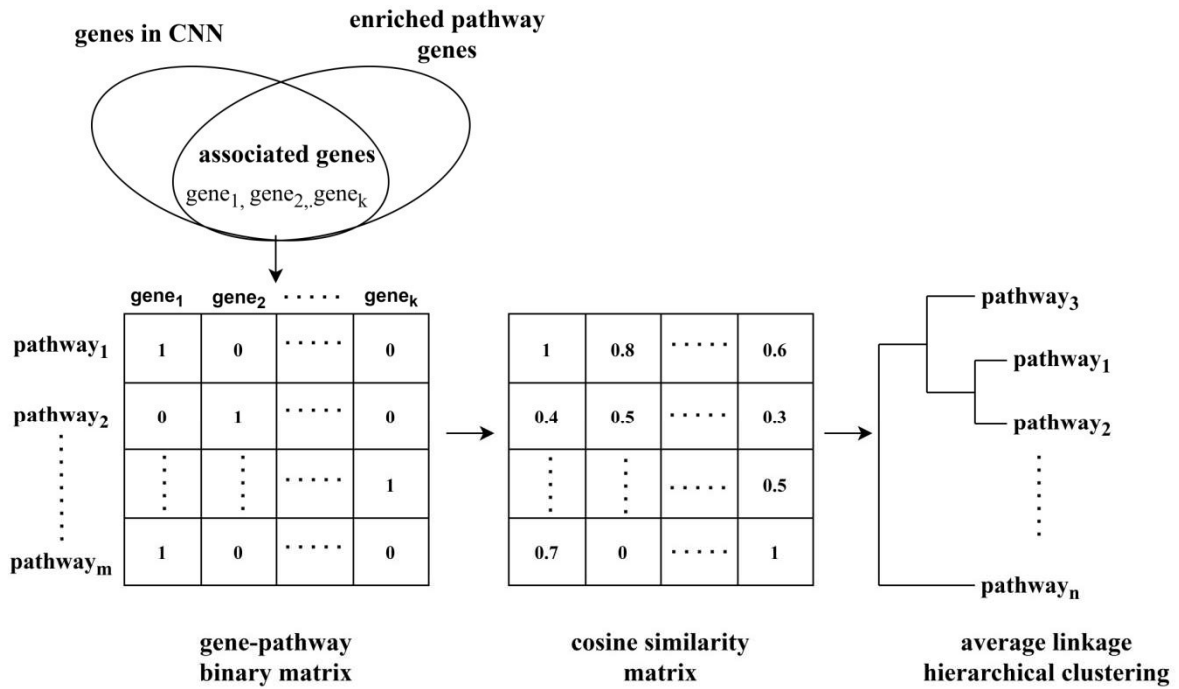 genes in CNN
enriched pathway
genes
associated genes
gene1, gene2,.genek
gene1 gene2 ····· genek
pathway1 1 0 ····· 0
pathway2 0 1 ····· 0
····· 1
pathwaym 1 0 ····· 0
1 0.8 ····· 0.6
0.4 0.5 ····· 0.3
····· 0.5
0.7 0 ····· 1
pathway3
pathway1
pathway2
pathwayn
gene-pathway
binary matrix
cosine similarity
matrix
average linkage
hierarchical clustering